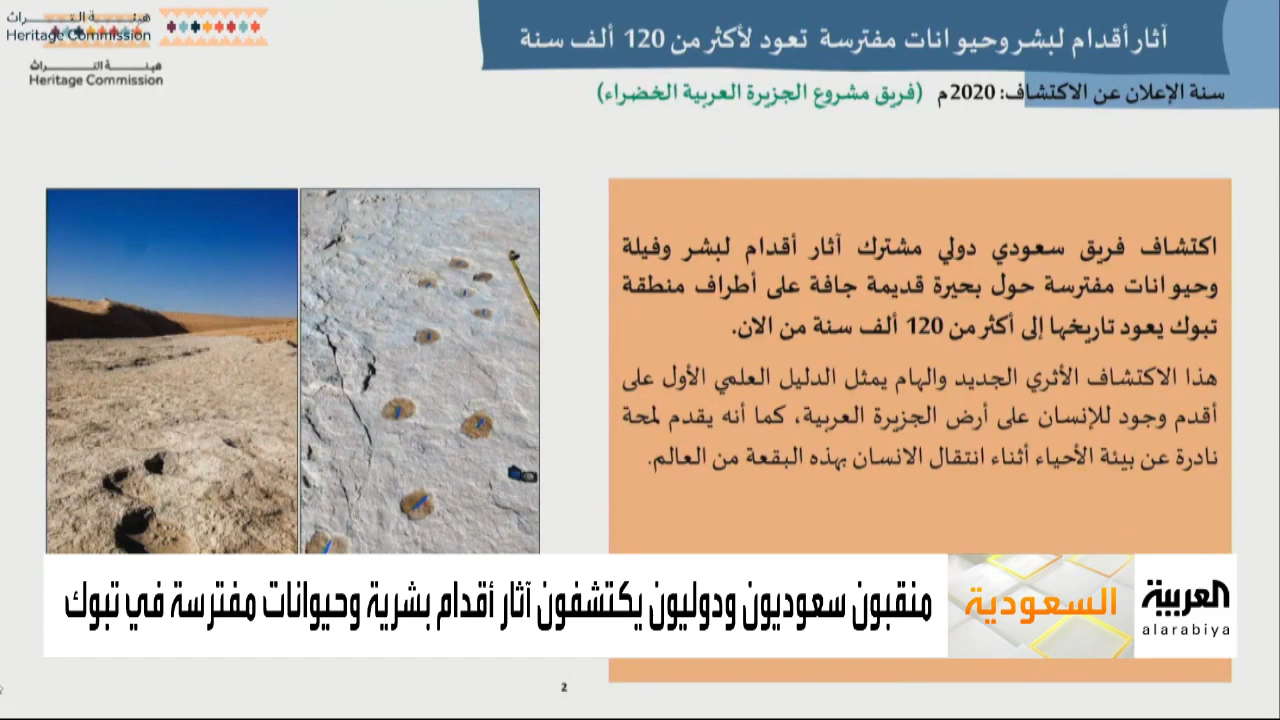 هيئة التراث
Heritage Commission
هيئة التراث
Heritage Commission
آثار أقدام لبشر وحيوانات مفترسة تعود لأكثر من 120 ألف سنة
سنة الإعلان عن الاكتشاف: 2020م (فريق مشروع الجزيرة العربية الخضراء)
اكتشاف فريق سعودي دولي مشترك آثار أقدام لبشر وفيلة
وحيوانات مفترسة حول بحيرة قديمة جافة على أطراف منطقة
تبوك يعود تاريخها إلى أكثر من 120 ألف سنة من الان.
هذا الاكتشاف الأثري الجديد والهام يمثل الدليل العلمي الأول على
أقدم وجود للإنسان على أرض الجزيرة العربية، كما أنه يقدم لمحة
نادرة عن بيئة الأحياء أثناء انتقال الانسان بهذه البقعة من العالم.
العربية
alarabiya
السعودية
منقبون سعوديون ودوليون يكتشفون آثار أقدام بشرية وحيوانات مفترسة في تبوك
2